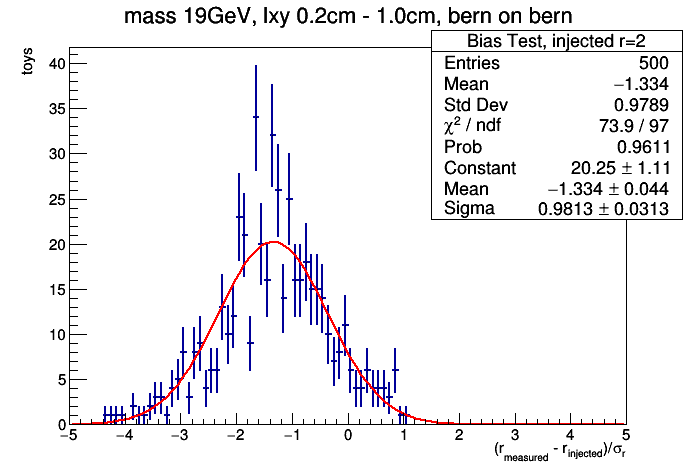 mass 19GeV, lxy 0.2cm - 1.0cm, bern on bern
Bias Test, injected r=2
Entries 500
Mean −1.334
Std Dev 0.9789
χ² / ndf 73.9 / 97
Prob 0.9611
Constant 20.25 ± 1.11
Mean −1.334 ± 0.044
Sigma 0.9813 ± 0.0313
toys
40
35
30
25
20
15
10
5
0
−5 −4 −3 −2 −1 0 1 2 3 4 5
(r_measured - r_injected)/σ_r